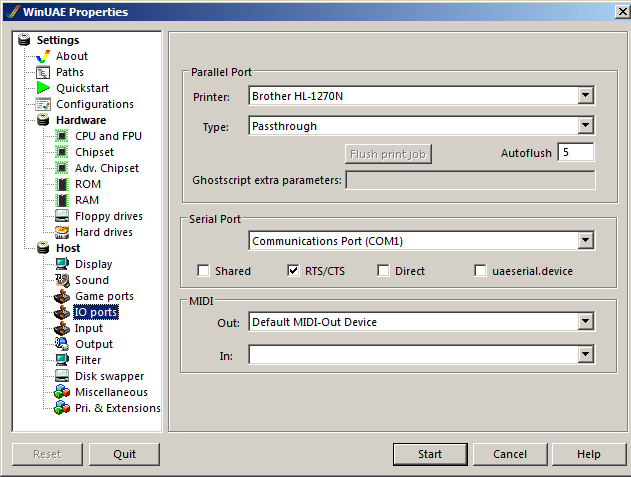 WinUAE Properties
Settings
About
Paths
Quickstart
Configurations
Hardware
CPU and FPU
Chipset
Adv. Chipset
ROM
RAM
Floppy drives
Hard drives
Host
Display
Sound
Game ports
IO ports
Input
Output
Filter
Disk swapper
Miscellaneous
Pri. & Extensions
Parallel Port
Printer: Brother HL-1270N
Type: Passthrough
Flush print job Autoflush 5
Ghostscript extra parameters:
Serial Port
Communications Port (COM1)
Shared RTS/CTS Direct uaeserial.device
MIDI
Out: Default MIDI-Out Device
In:
Reset Quit Start Cancel Help